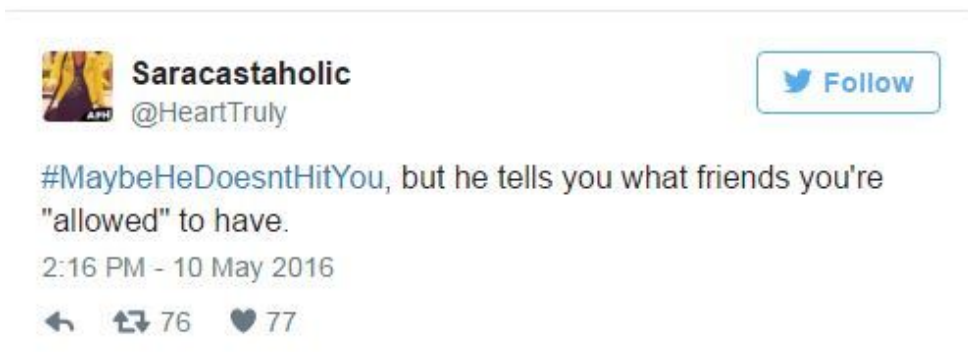 Saracastaholic
@HeartTruly
Follow
#MaybeHeDoesntHitYou, but he tells you what friends you're
"allowed" to have.
2:16 PM - 10 May 2016
76 77